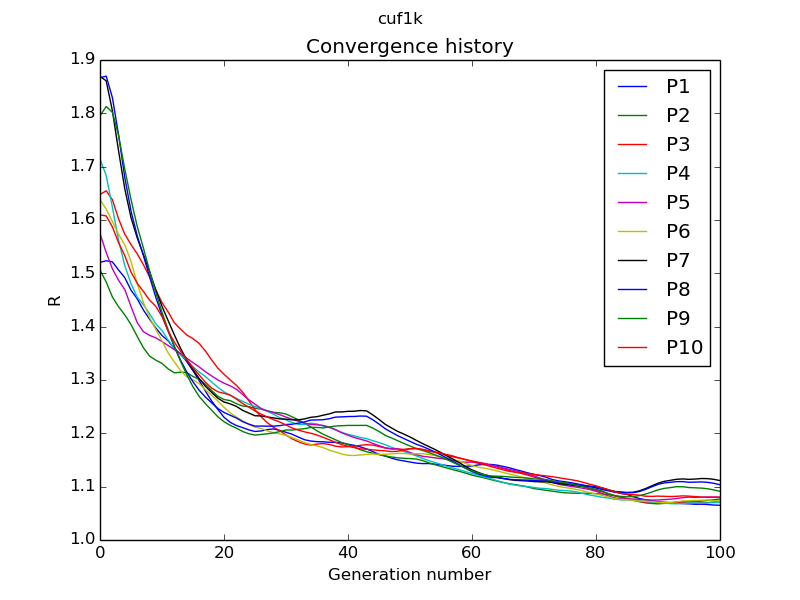 cuf1k
Convergence history
1.9
1.8
1.7
1.6
1.5
1.4
1.3
1.2
1.1
1.0
R
0 20 40 60 80 100
Generation number
P1
P2
P3
P4
P5
P6
P7
P8
P9
P10